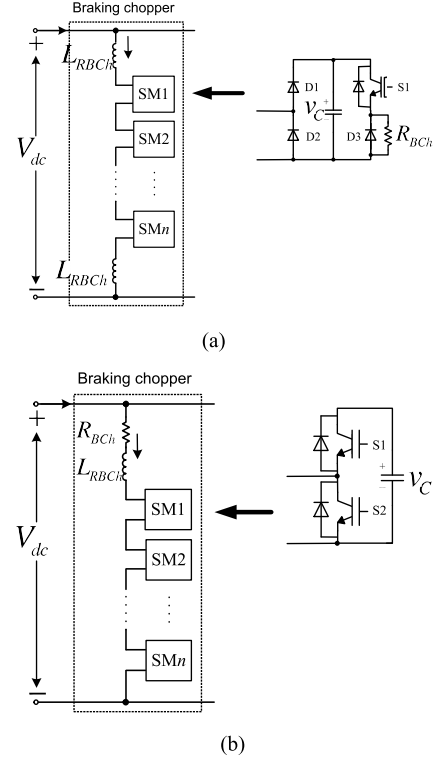 Braking chopper
+
L_RBCh
SM1
SM2
SMn
L_RBCh
V_dc
−
D1
D2
v_C
+
−
D3
S1
R_BCh
(a)
Braking chopper
+
R_BCh
L_RBCh
SM1
SM2
SMn
V_dc
−
S1
S2
+
−
v_C
(b)